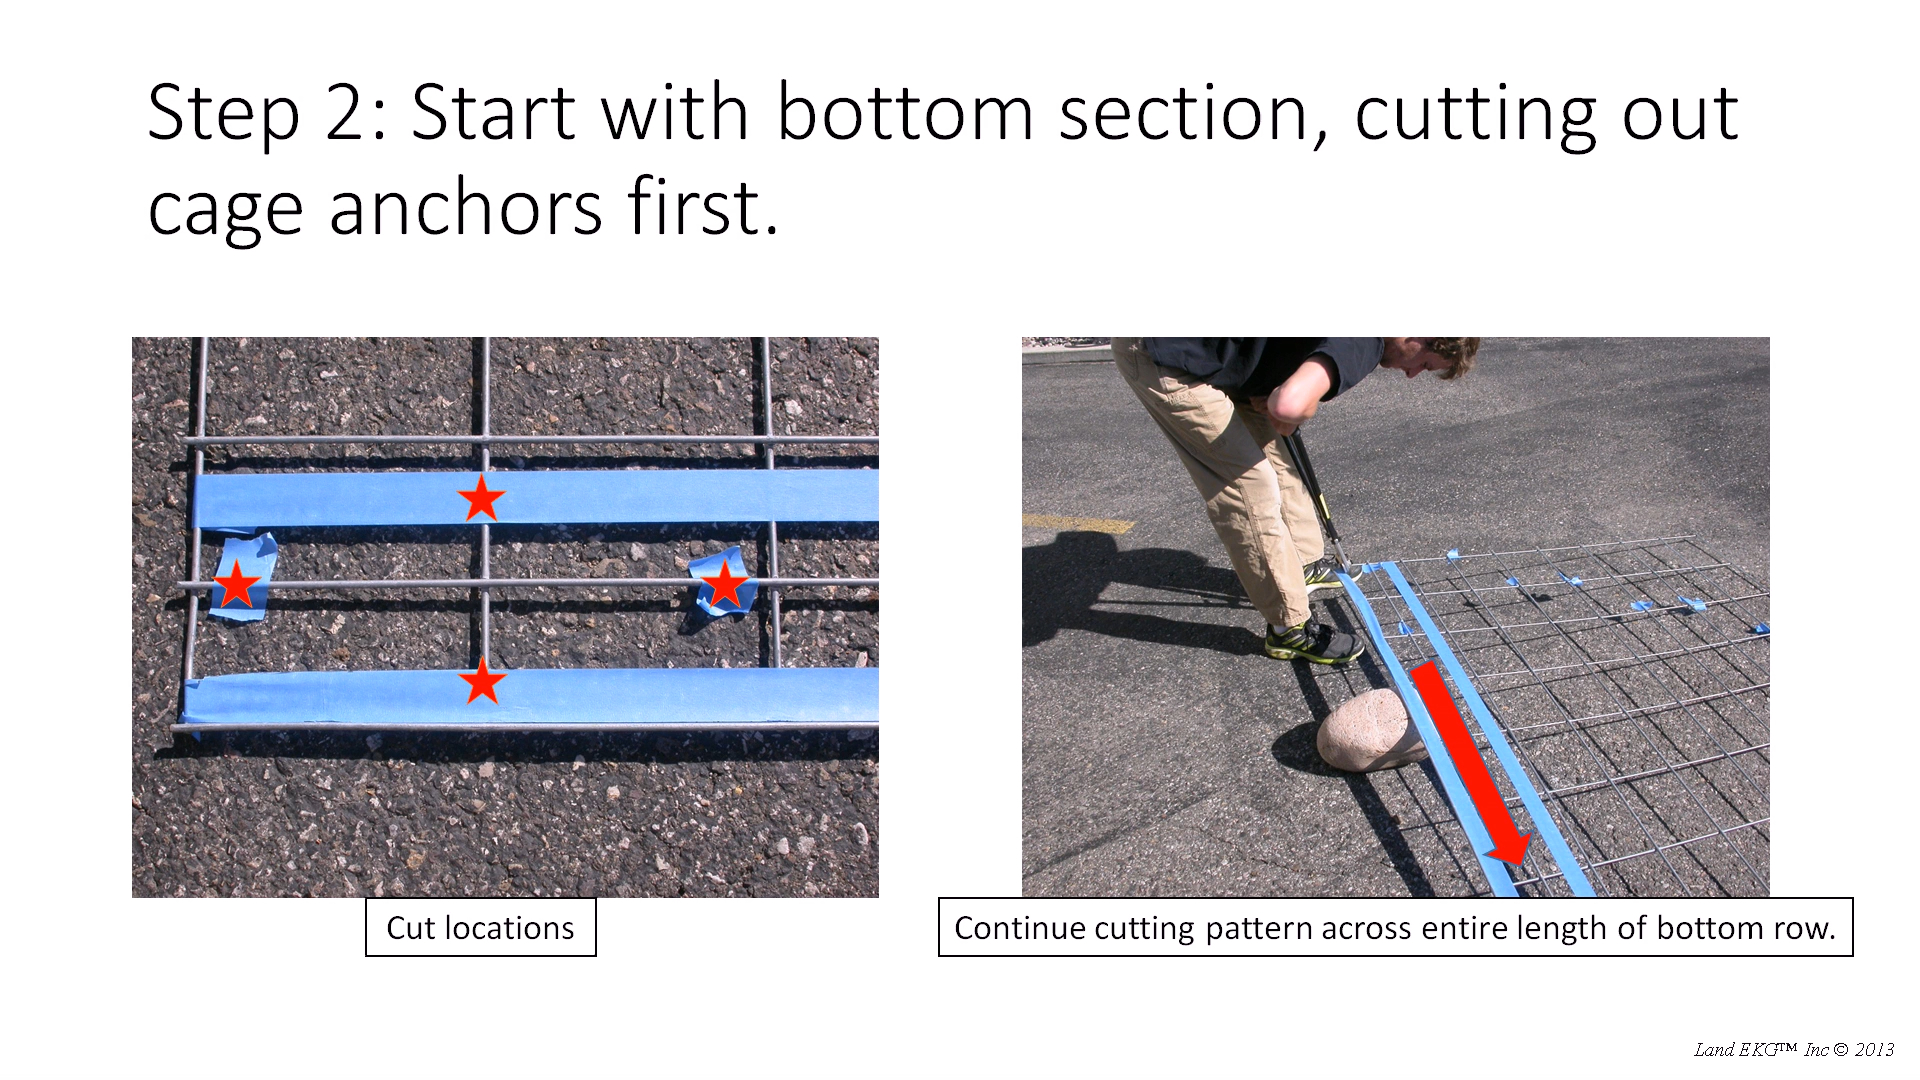 Step 2: Start with bottom section, cutting out
cage anchors first.
Cut locations
Continue cutting pattern across entire length of bottom row.
Land EKG™ Inc © 2013